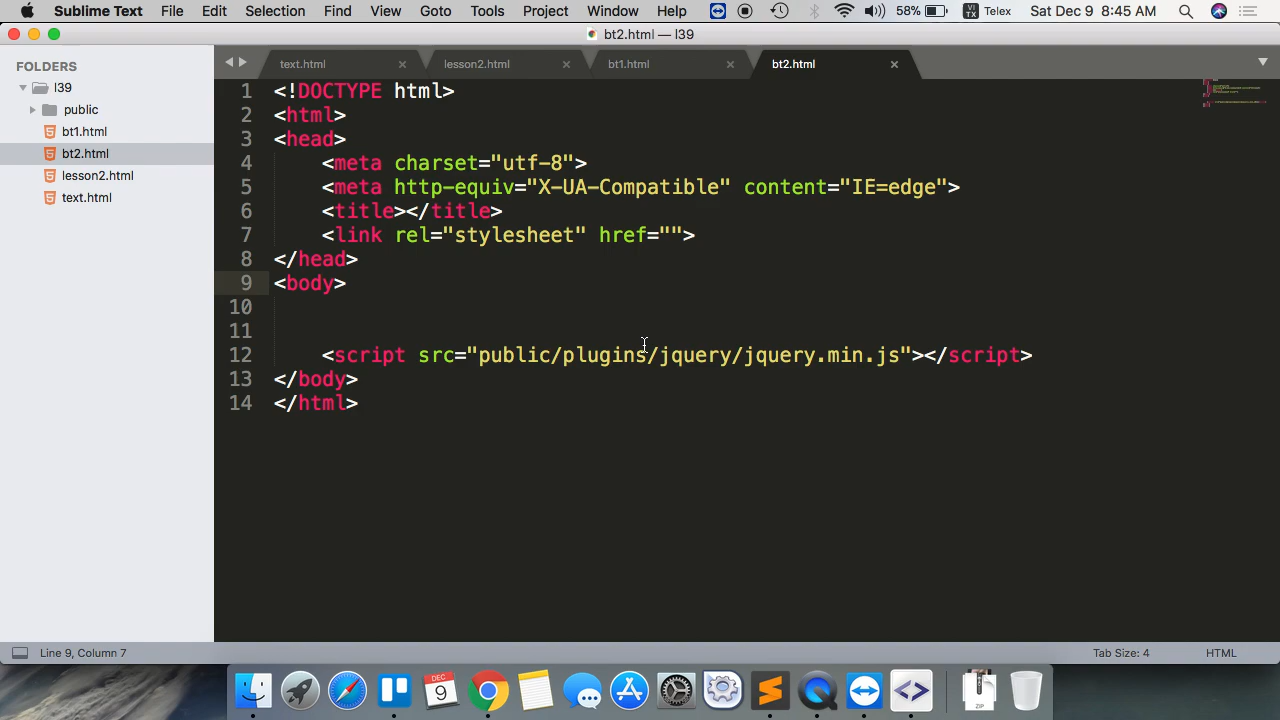 Sublime Text File Edit Selection Find View Goto Tools Project Window Help 58% VI TX Telex Sat Dec 9 8:45 AM
bt2.html — l39
FOLDERS
l39
public
bt1.html
bt2.html
lesson2.html
text.html
text.html lesson2.html bt1.html bt2.html
1 <!DOCTYPE html>
2 <html>
3 <head>
4 <meta charset="utf-8">
5 <meta http-equiv="X-UA-Compatible" content="IE=edge">
6 <title></title>
7 <link rel="stylesheet" href="">
8 </head>
9 <body>
10
11
12 <script src="public/plugins/jquery/jquery.min.js"></script>
13 </body>
14 </html>
Line 9, Column 7 Tab Size: 4 HTML
DEC
9
ZIP